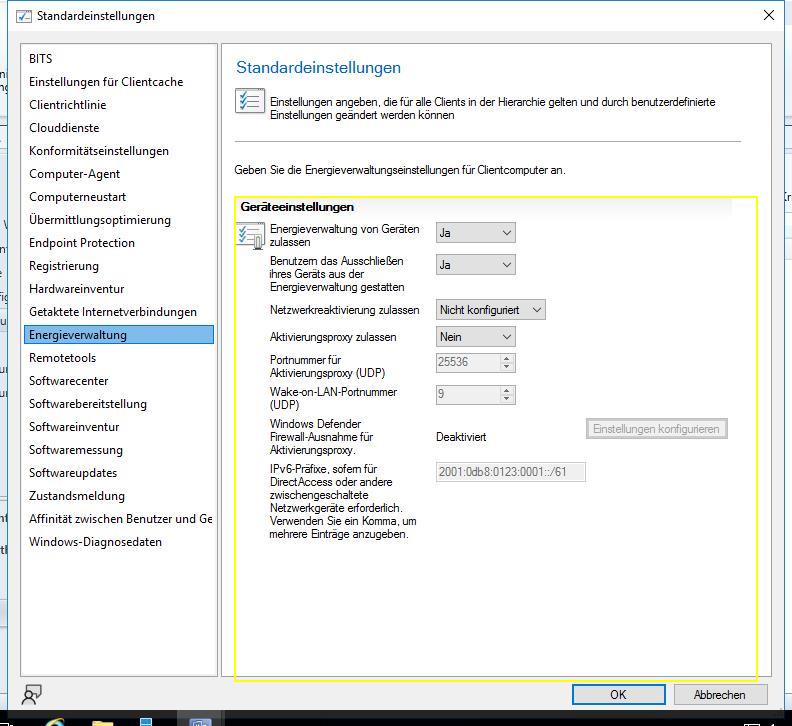 Standardeinstellungen
BITS
Einstellungen für Clientcache
Clientrichtlinie
Clouddienste
Konformitätseinstellungen
Computer-Agent
Computerneustart
Übermittlungsoptimierung
Endpoint Protection
Registrierung
Hardwareinventur
Getaktete Internetverbindungen
Energieverwaltung
Remotetools
Softwarecenter
Softwarebereitstellung
Softwareinventur
Softwaremessung
Softwareupdates
Zustandsmeldung
Affinität zwischen Benutzer und Ge
Windows-Diagnosedaten
Standardeinstellungen
Einstellungen angeben, die für alle Clients in der Hierarchie gelten und durch benutzerdefinierte
Einstellungen geändert werden können
Geben Sie die Energieverwaltungseinstellungen für Clientcomputer an.
Geräteeinstellungen
Energieverwaltung von Geräten
zulassen
Ja
Benutzern das Ausschließen
ihres Geräts aus der
Energieverwaltung gestatten
Ja
Netzwerkreaktivierung zulassen
Nicht konfiguriert
Aktivierungsproxy zulassen
Nein
Portnummer für
Aktivierungsproxy (UDP)
25536
Wake-on-LAN-Portnummer
(UDP)
9
Windows Defender
Firewall-Ausnahme für
Aktivierungsproxy.
Deaktiviert
Einstellungen konfigurieren
IPv6-Präfixe, sofern für
DirectAccess oder andere
zwischengeschaltete
Netzwerkgeräte erforderlich.
Verwenden Sie ein Komma, um
mehrere Einträge anzugeben.
2001:0db8:0123:0001::/61
OK
Abbrechen